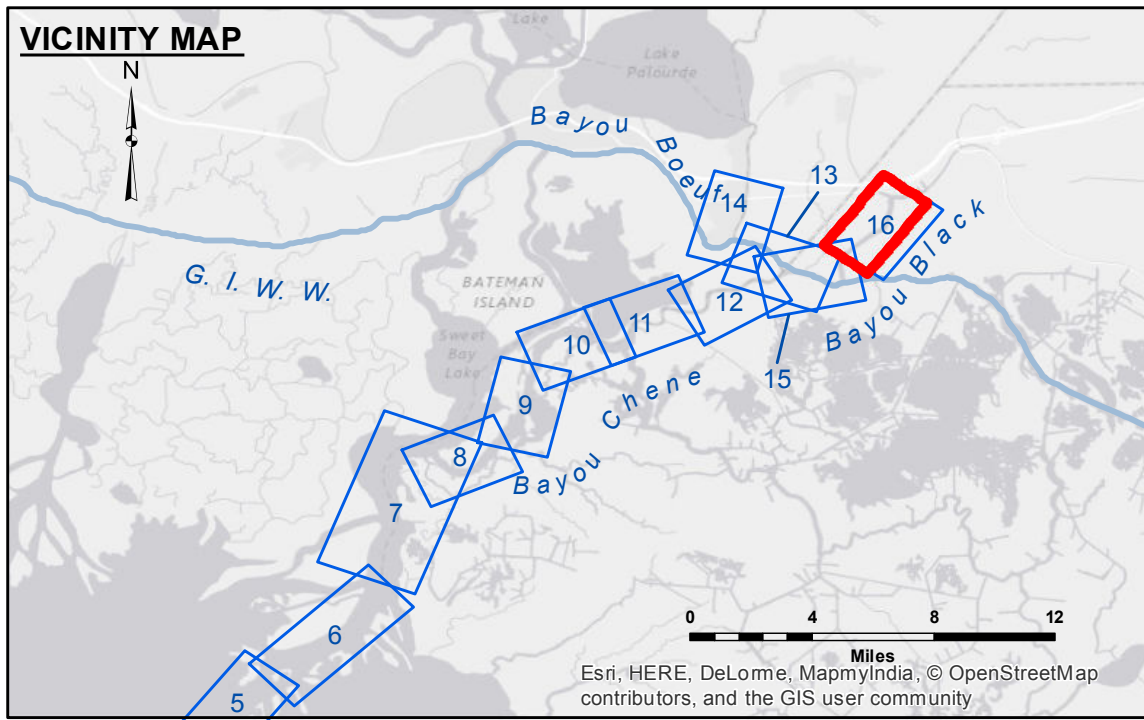 VICINITY MAP
N
Lake
Lake
Palourde
Bayou
Boeuf
13
14
16
Bayou Black
G. I. W. W.
BATEMAN
ISLAND
12
11
10
Sweet
Bay
Lake
15
9
Bayou Chene
8
7
6
5
0 4 8 12
Miles
Esri, HERE, DeLorme, MapmyIndia, © OpenStreetMap
contributors, and the GIS user community